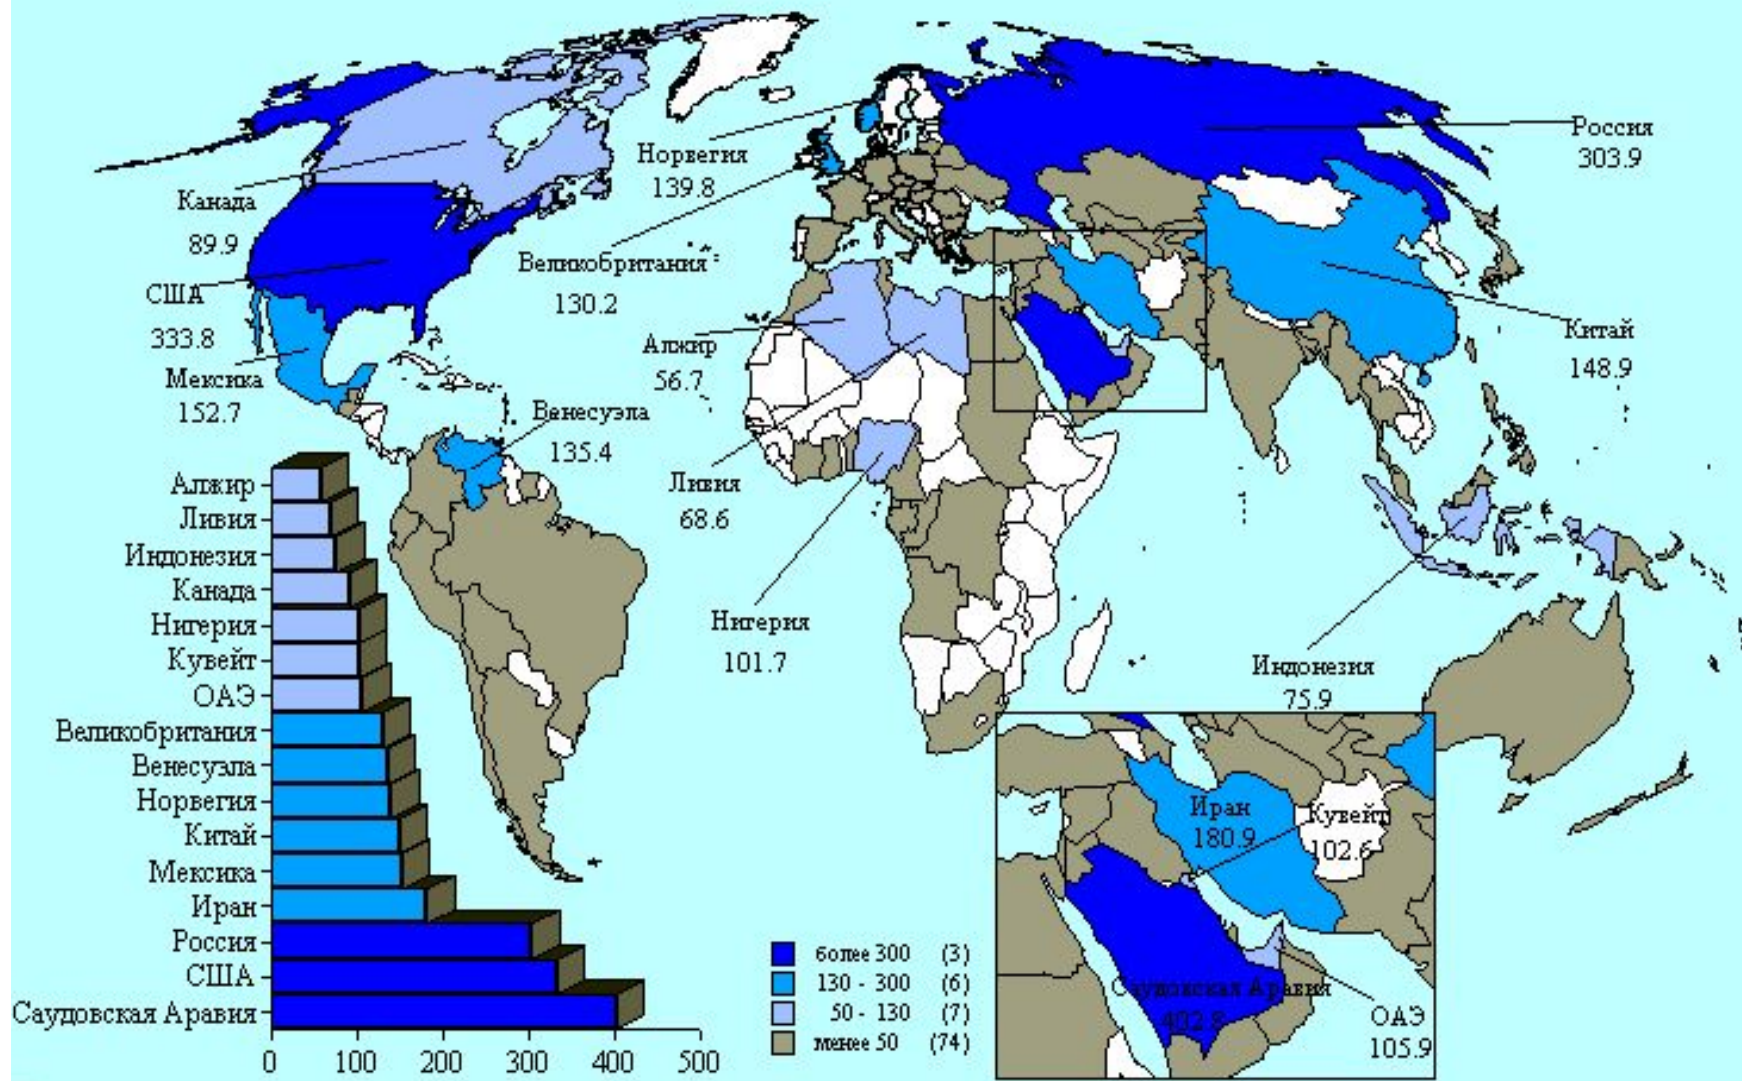 Россия
303.9
Норвегия
139.8
Канада
89.9
Великобритания
130.2
США
333.8
Алжир
56.7
Китай
148.9
Мексика
152.7
Венесуэла
135.4
Ливия
68.6
Нигерия
101.7
Индонезия
75.9
Алжир
Ливия
Индонезия
Канада
Нигерия
Кувейт
ОАЭ
Великобритания
Венесуэла
Норвегия
Китай
Мексика
Иран
Россия
США
Саудовская Аравия
0 100 200 300 400 500
более 300 (3)
130 - 300 (6)
50 - 130 (7)
менее 50 (74)
Иран
180.9
Кувейт
102.6
Саудовская Аравия
402.8
ОАЭ
105.9